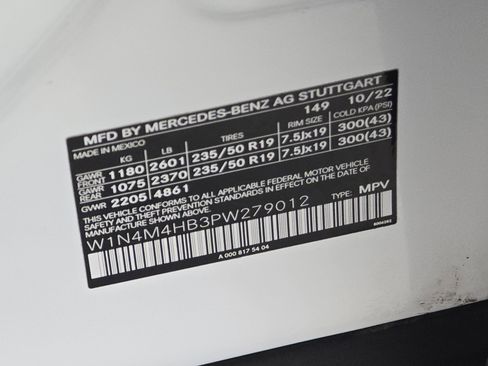 MFD BY MERCEDES-BENZ AG STUTTGART
MADE IN MEXICO 149 10/22
KG LB TIRES RIM SIZE COLD KPA(PSI)
GAWR FRONT 1180 2601 235/50 R19 7.5Jx19 300(43)
GAWR REAR 1075 2370 235/50 R19 7.5Jx19 300(43)
GVWR 2205 4861
THIS VEHICLE CONFORMS TO ALL APPLICABLE FEDERAL MOTOR VEHICLE
SAFETY AND THEFT PREVENTION STANDARDS IN EFFECT ON THE DATE OF
MANUFACTURE SHOWN ABOVE. TYPE: MPV
W1N4M4HB3PW279012
A 000 817 54 04